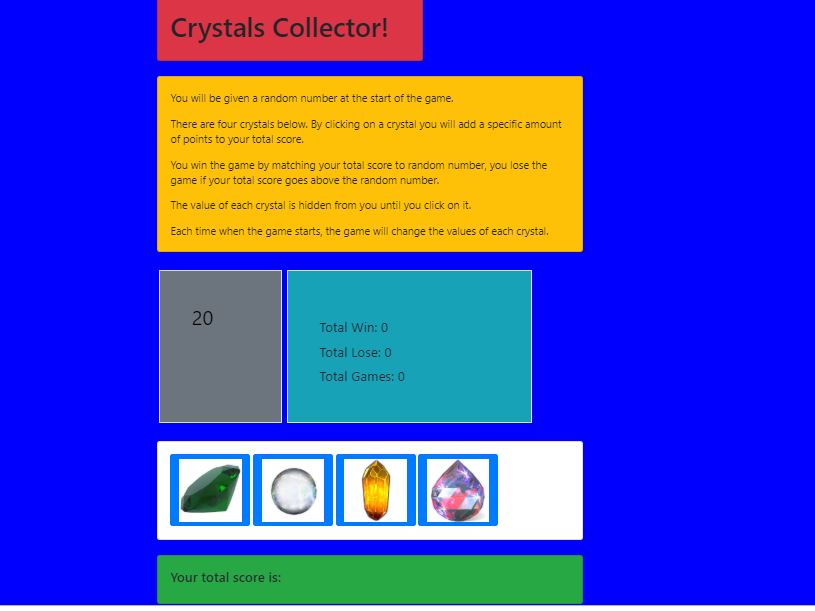 Crystals Collector!
You will be given a random number at the start of the game.
There are four crystals below. By clicking on a crystal you will add a specific amount
of points to your total score.
You win the game by matching your total score to random number, you lose the
game if your total score goes above the random number.
The value of each crystal is hidden from you until you click on it.
Each time when the game starts, the game will change the values of each crystal.
20
Total Win: 0
Total Lose: 0
Total Games: 0
Your total score is: